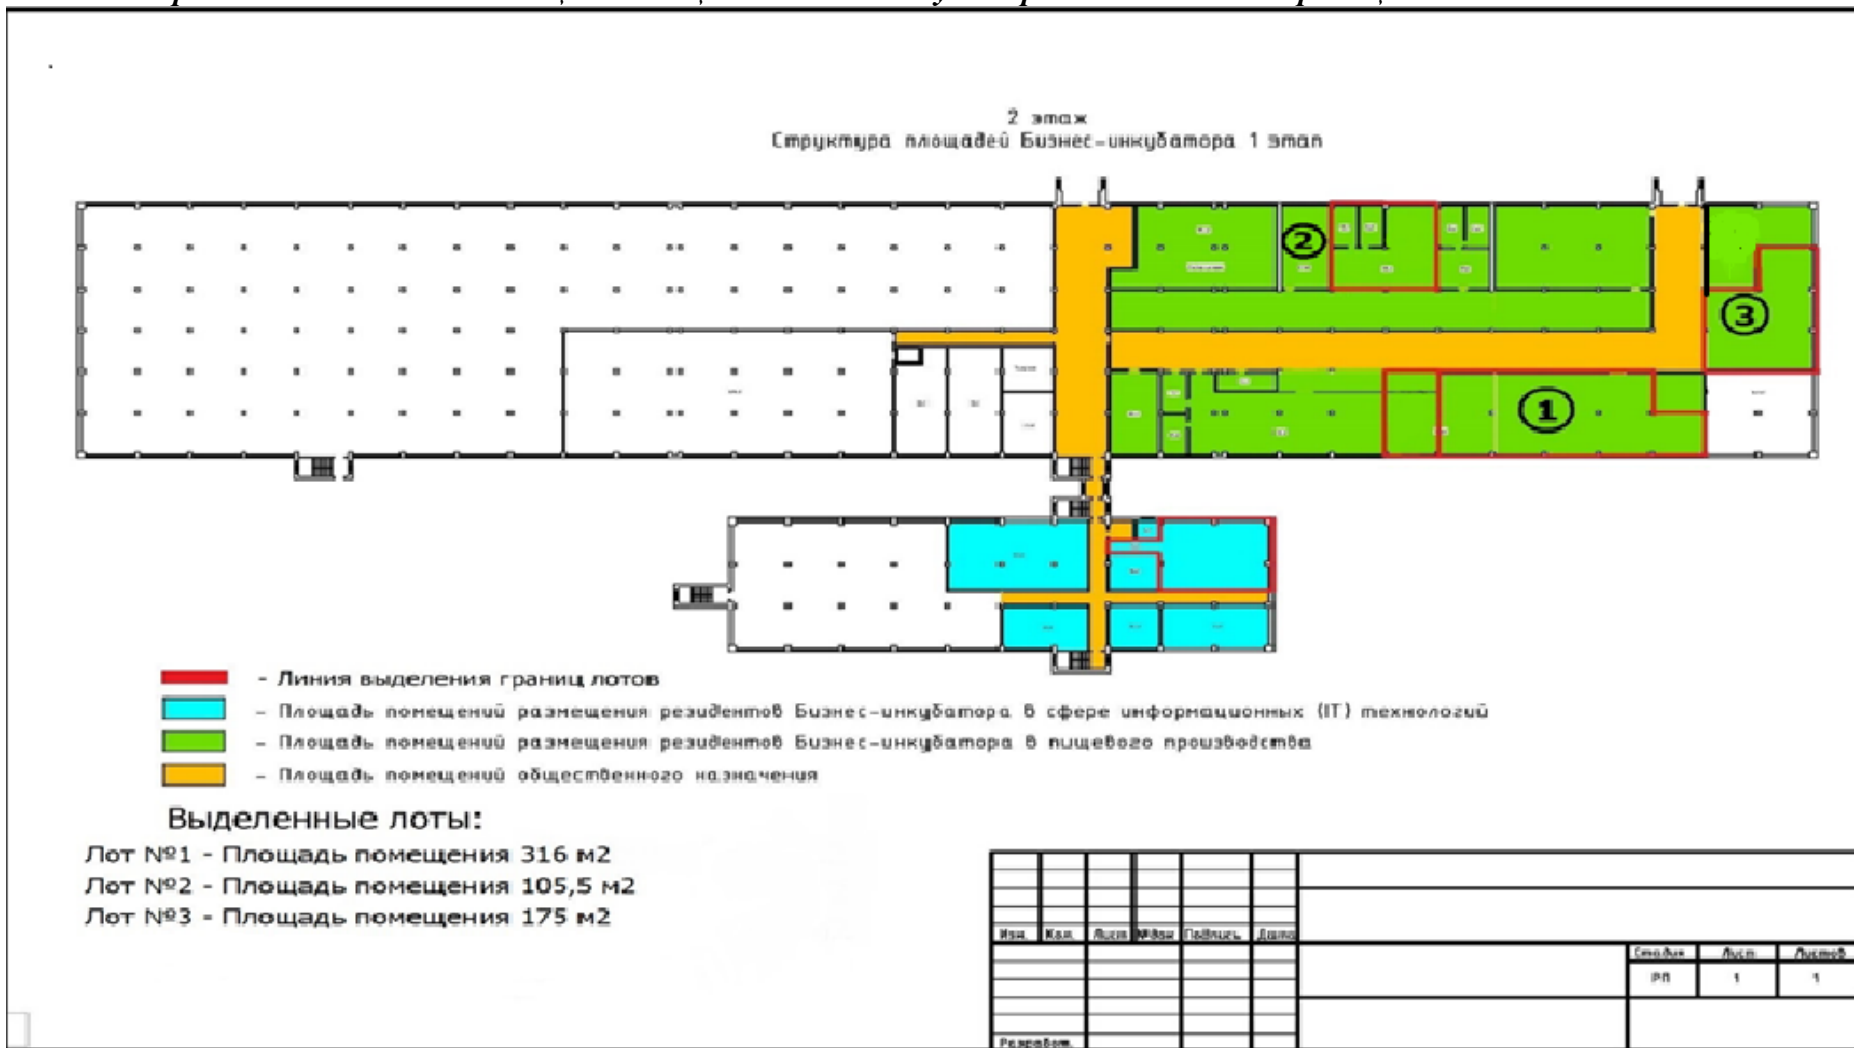 2 этаж
Структура площадей Бизнес-инкубатора 1 этап
2
3
1
- Линия выделения границ лотов
- Площадь помещений размещения резидентов Бизнес-инкубатора в сфере информационных (IT) технологий
- Площадь помещений размещения резидентов Бизнес-инкубатора в пищевого производства
- Площадь помещений общественного назначения
Выделенные лоты:
Лот №1 - Площадь помещения 316 м2
Лот №2 - Площадь помещения 105,5 м2
Лот №3 - Площадь помещения 175 м2
Изм. Кол. Лист №док Подпись Дата
Стадия Лист Листов
РП 1 1
Разработ.